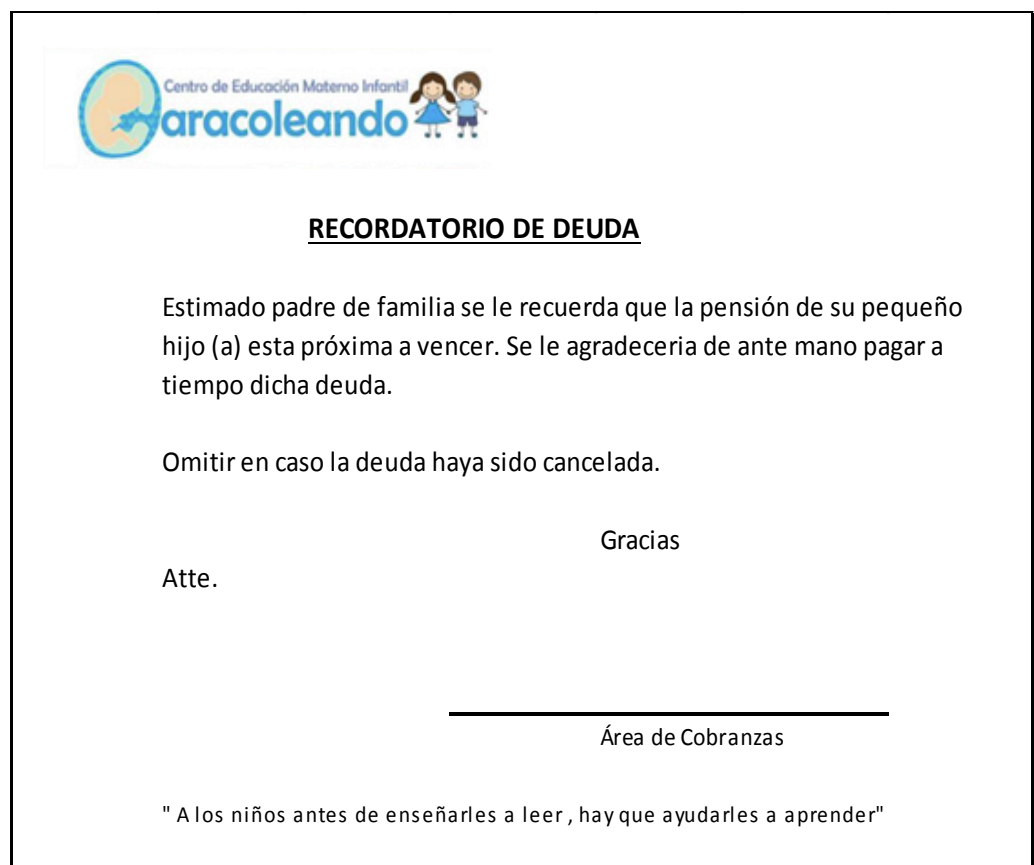 Centro de Educación Materno Infantil
Caracoleando
RECORDATORIO DE DEUDA
Estimado padre de familia se le recuerda que la pensión de su pequeño
hijo (a) esta próxima a vencer. Se le agradeceria de ante mano pagar a
tiempo dicha deuda.
Omitir en caso la deuda haya sido cancelada.
Gracias
Atte.
Área de Cobranzas
" A los niños antes de enseñarles a leer , hay que ayudarles a aprender"